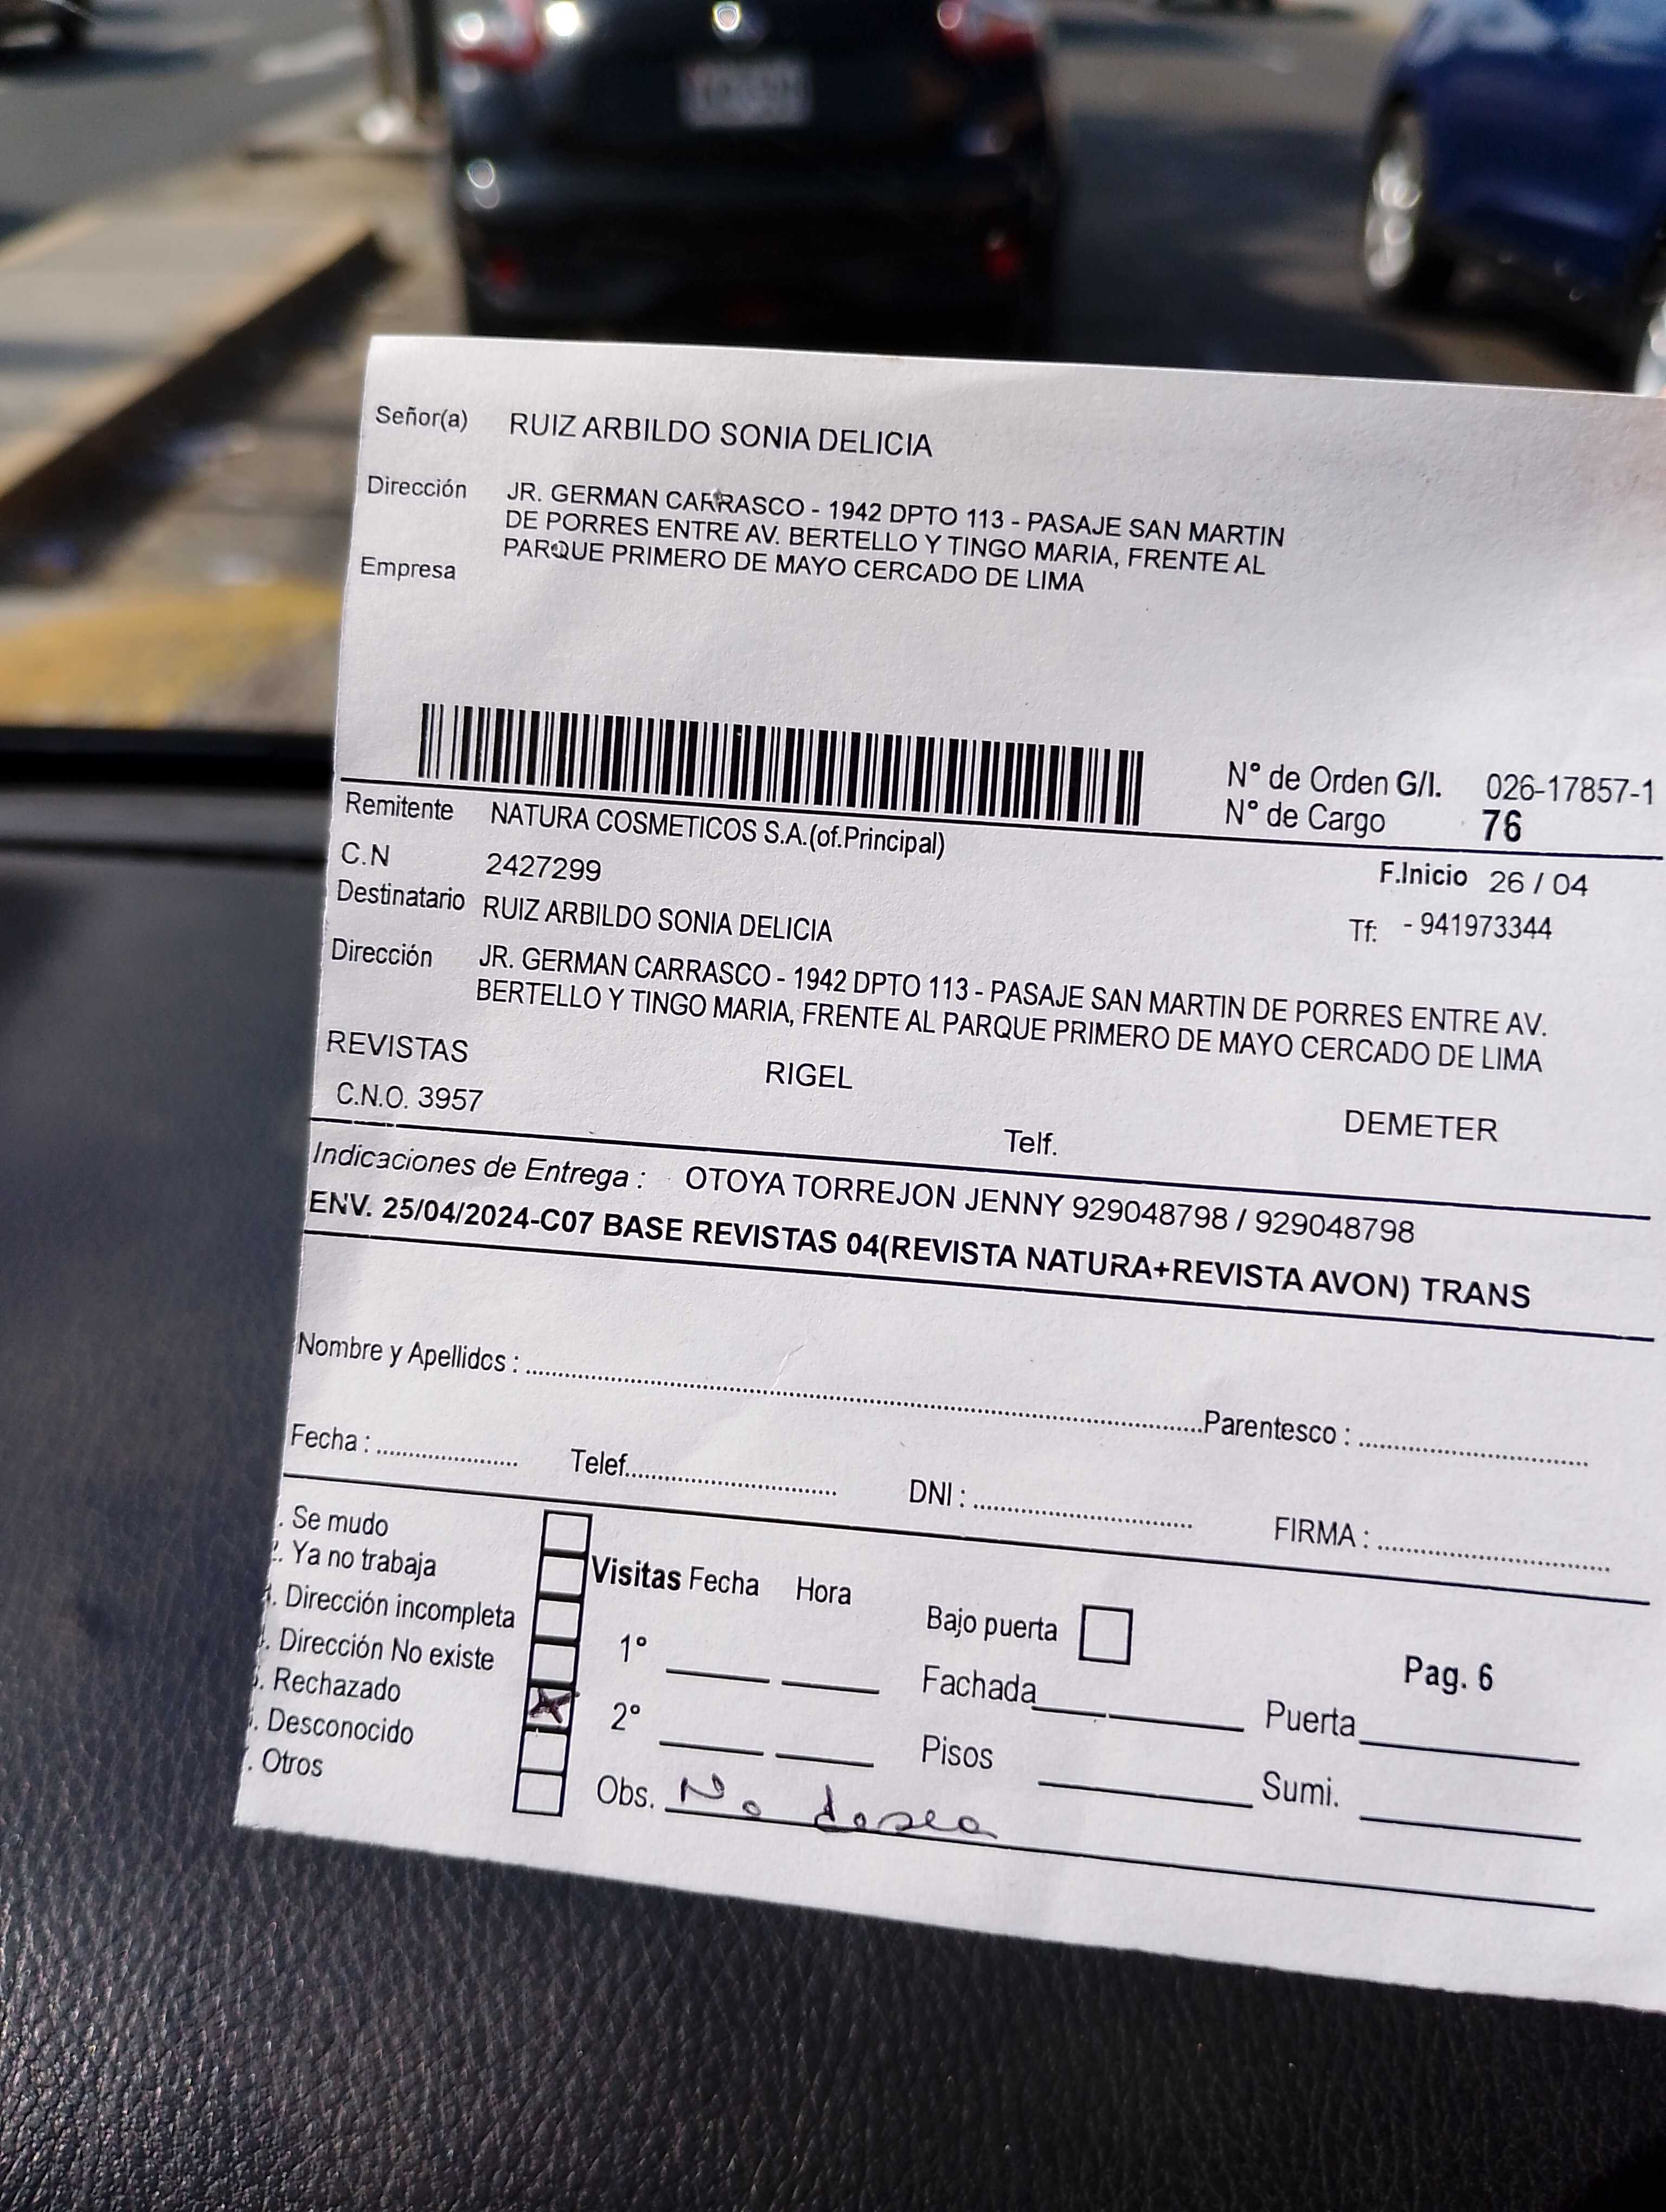 Señor(a) RUIZ ARBILDO SONIA DELICIA
Dirección JR. GERMAN CARRASCO - 1942 DPTO 113 - PASAJE SAN MARTIN
DE PORRES ENTRE AV. BERTELLO Y TINGO MARIA, FRENTE AL
PARQUE PRIMERO DE MAYO CERCADO DE LIMA
Empresa
N° de Orden G/I. 026-17857-1
N° de Cargo 76
Remitente NATURA COSMETICOS S.A.(of.Principal)
F.Inicio 26 / 04
C.N 2427299
Tf: - 941973344
Destinatario RUIZ ARBILDO SONIA DELICIA
Dirección JR. GERMAN CARRASCO - 1942 DPTO 113 - PASAJE SAN MARTIN DE PORRES ENTRE AV.
BERTELLO Y TINGO MARIA, FRENTE AL PARQUE PRIMERO DE MAYO CERCADO DE LIMA
REVISTAS RIGEL DEMETER
C.N.O. 3957 Telf.
Indicaciones de Entrega : OTOYA TORREJON JENNY 929048798 / 929048798
ENV. 25/04/2024-C07 BASE REVISTAS 04(REVISTA NATURA+REVISTA AVON) TRANS
Nombre y Apellidos : Parentesco :
Fecha : Telef. DNI : FIRMA :
. Se mudo
. Ya no trabaja
. Dirección incompleta
. Dirección No existe
. Rechazado X
. Desconocido
. Otros
Visitas Fecha Hora
1°
2°
Obs. No desea
Bajo puerta
Pag. 6
Fachada Puerta
Pisos Sumi.